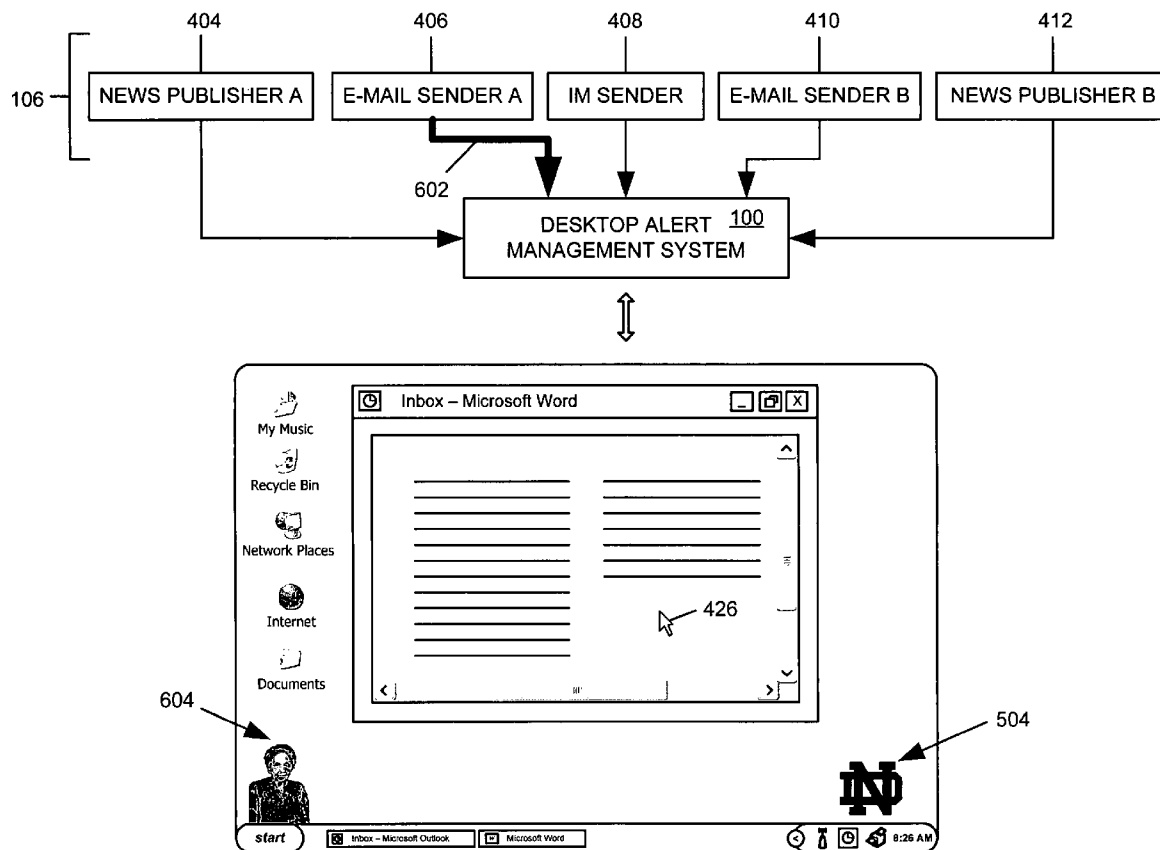 404
406
408
410
412
106
NEWS PUBLISHER A
E-MAIL SENDER A
IM SENDER
E-MAIL SENDER B
NEWS PUBLISHER B
602
DESKTOP ALERT 100
MANAGEMENT SYSTEM
Inbox – Microsoft Word
My Music
Recycle Bin
Network Places
Internet
Documents
426
604
504
ND
start
Inbox – Microsoft Outlook
Microsoft Word
8:26 AM